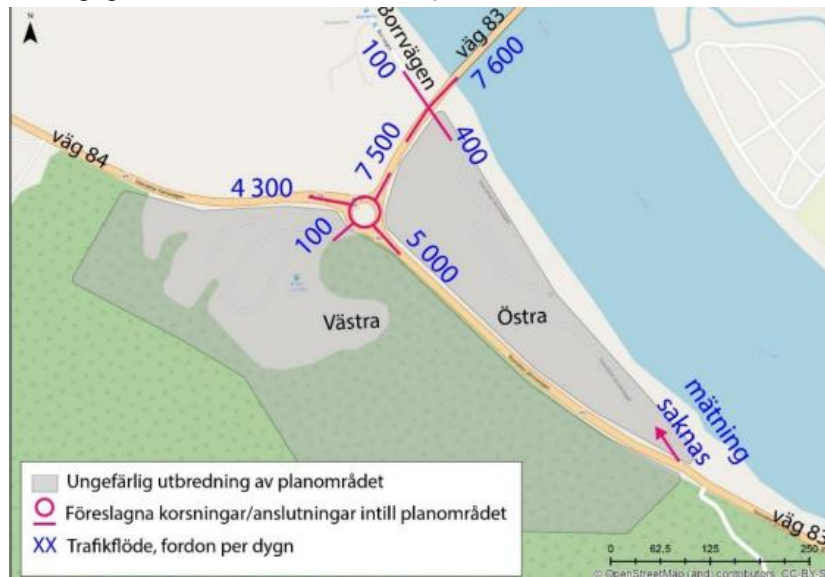 N
Borrvägen
väg 83
100
7 600
väg 84
7 500
400
4 300
100
5 000
Västra
Östra
mätning
saknas
Ungefärlig utbredning av planområdet
Föreslagna korsningar/anslutningar intill planområdet
XX Trafikflöde, fordon per dygn
väg 83
0 62,5 125 250
© OpenStreetMap (and) contributors, CC-BY-S